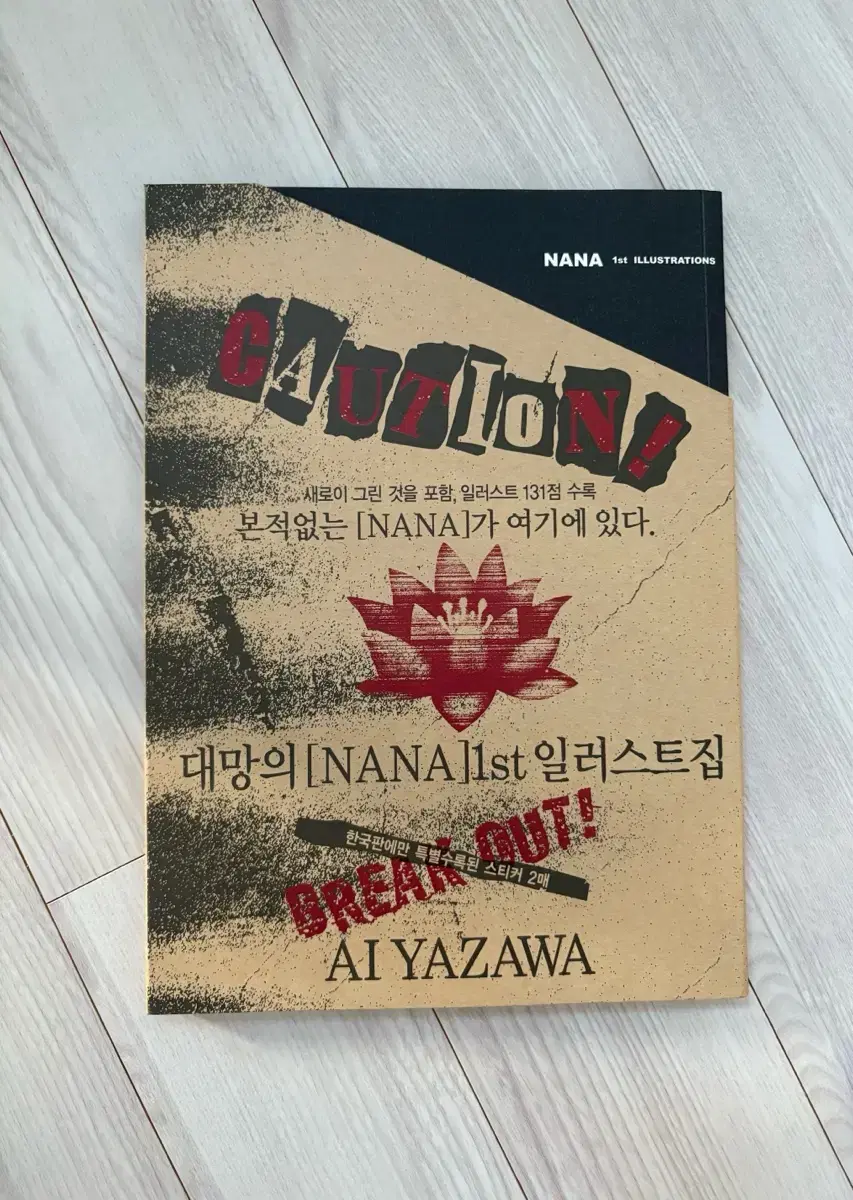 NANA 1st ILLUSTRATIONS
CAUTION!
새로이 그린 것을 포함, 일러스트 131점 수록
본적없는 [NANA]가 여기에 있다.
대망의 [NANA]1st 일러스트집
BREAK OUT!
한국판에만 특별수록된 스티커 2매
AI YAZAWA